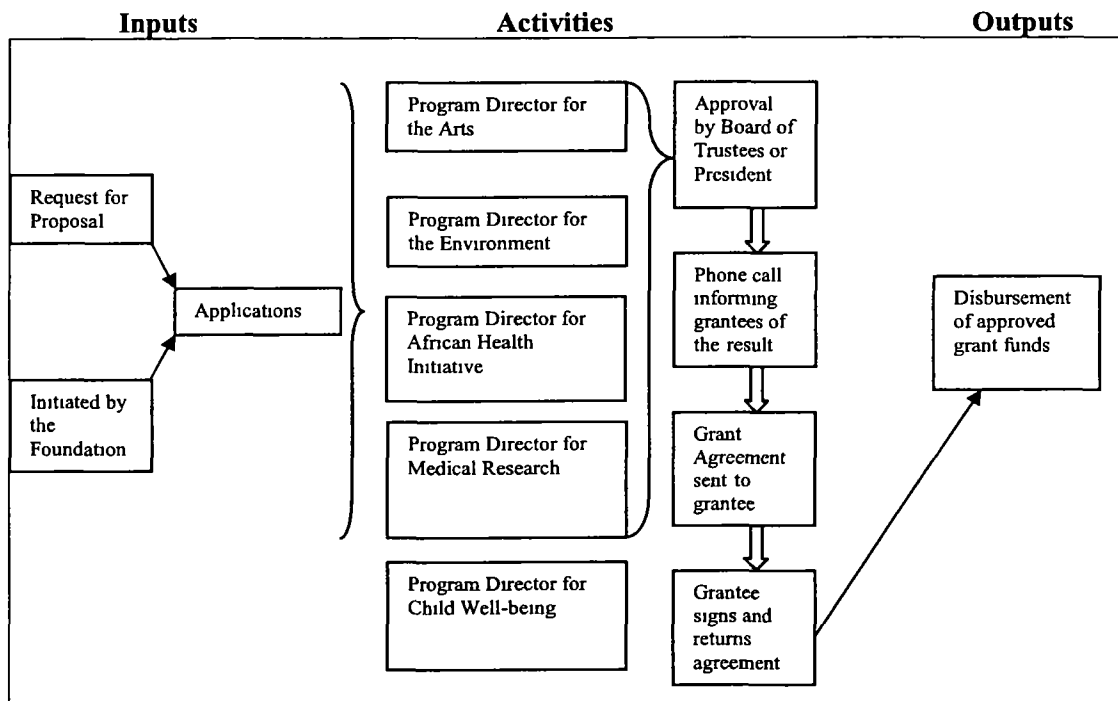 Inputs
Activities
Outputs
Request for
Proposal
Initiated by
the
Foundation
Applications
Program Director for
the Arts
Program Director for
the Environment
Program Director for
African Health
Initiative
Program Director for
Medical Research
Program Director for
Child Well-being
Approval
by Board of
Trustees or
President
Phone call
informing
grantees of
the result
Grant
Agreement
sent to
grantee
Grantee
signs and
returns
agreement
Disbursement
of approved
grant funds